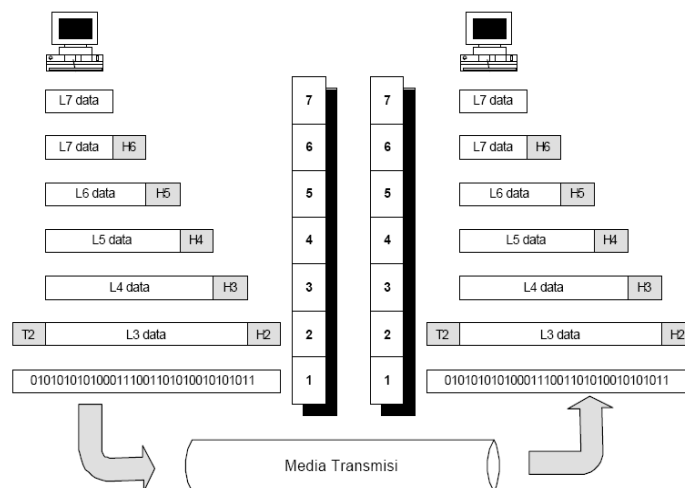 L7 data 7 7 L7 data
L7 data H6 6 6 L7 data H6
L6 data H5 5 5 L6 data H5
L5 data H4 4 4 L5 data H4
L4 data H3 3 3 L4 data H3
T2 L3 data H2 2 2 T2 L3 data H2
0101010101000111001101010010101011 1 1 0101010101000111001101010010101011
Media Transmisi